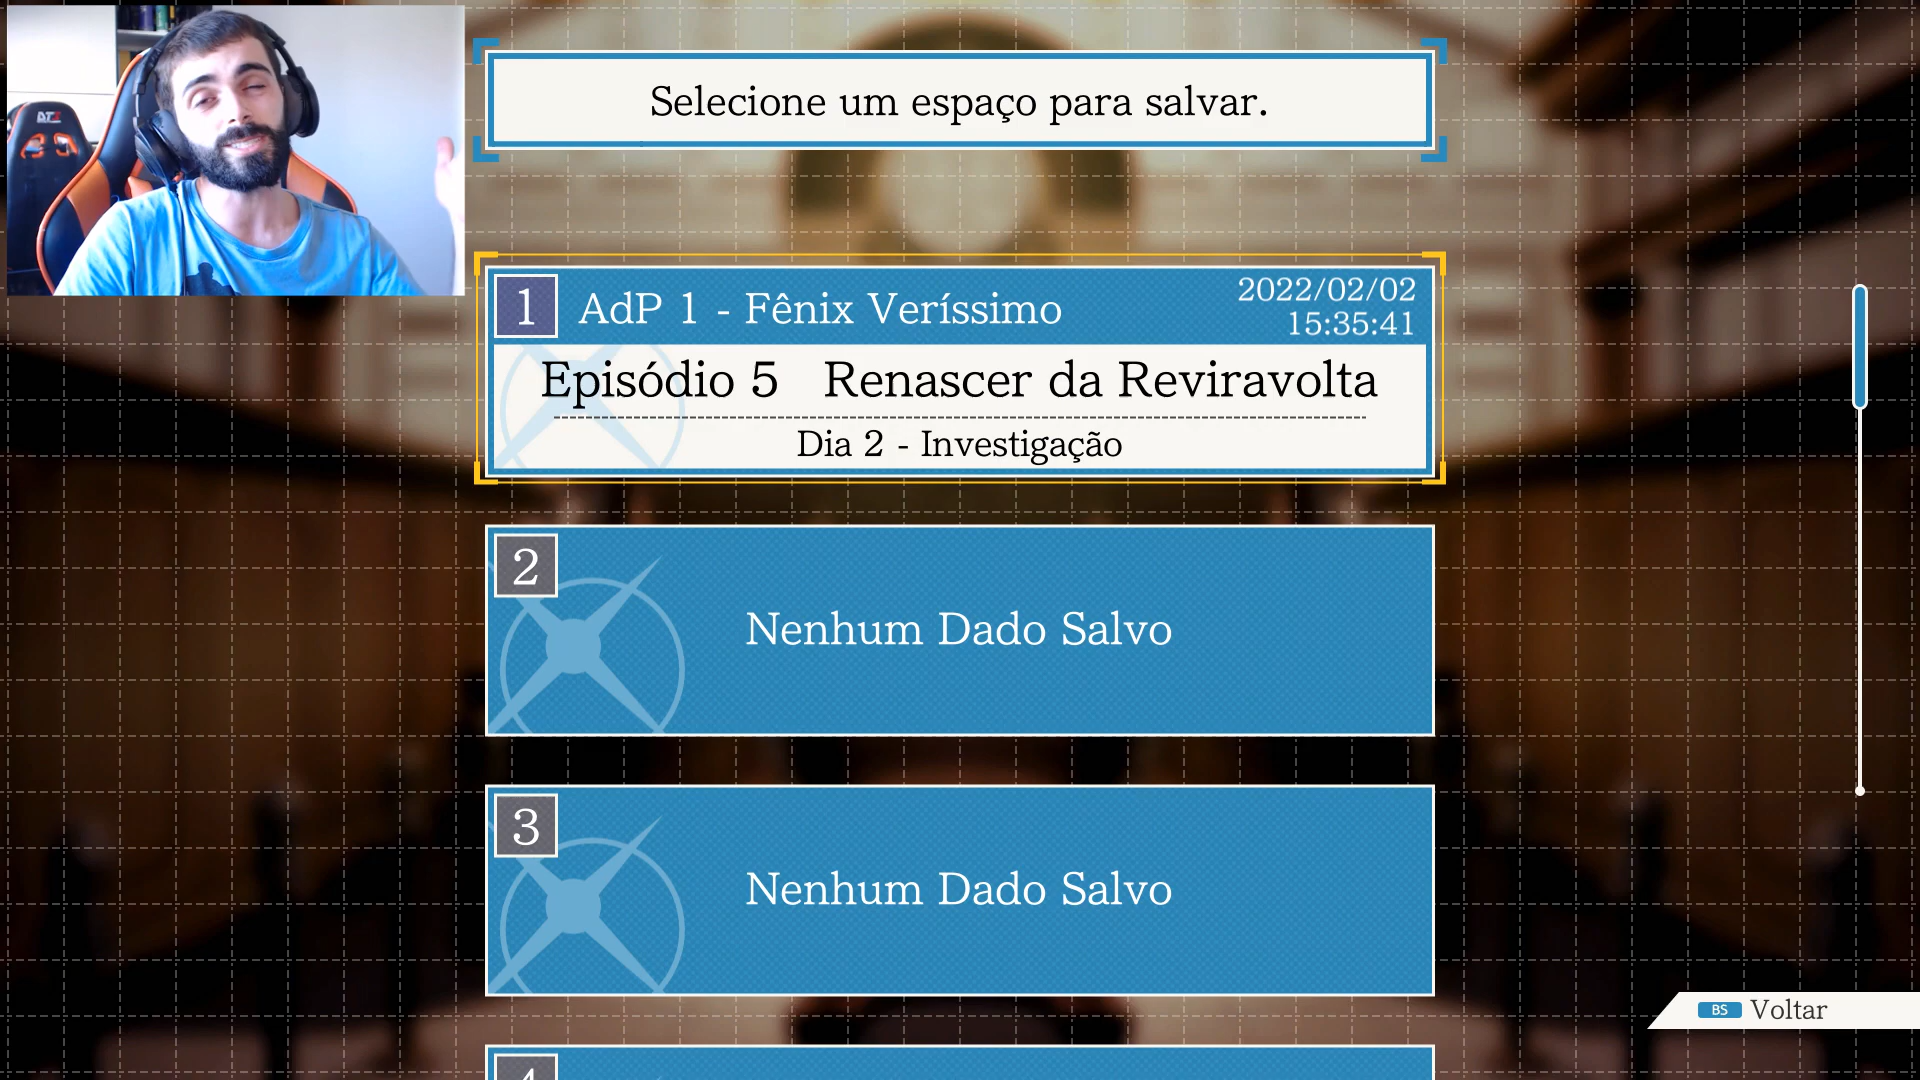 Selecione um espaço para salvar.
1
AdP 1 - Fênix Veríssimo
2022/02/02
15:35:41
Episódio 5 Renascer da Reviravolta
Dia 2 - Investigação
2
Nenhum Dado Salvo
3
Nenhum Dado Salvo
4
BS Voltar